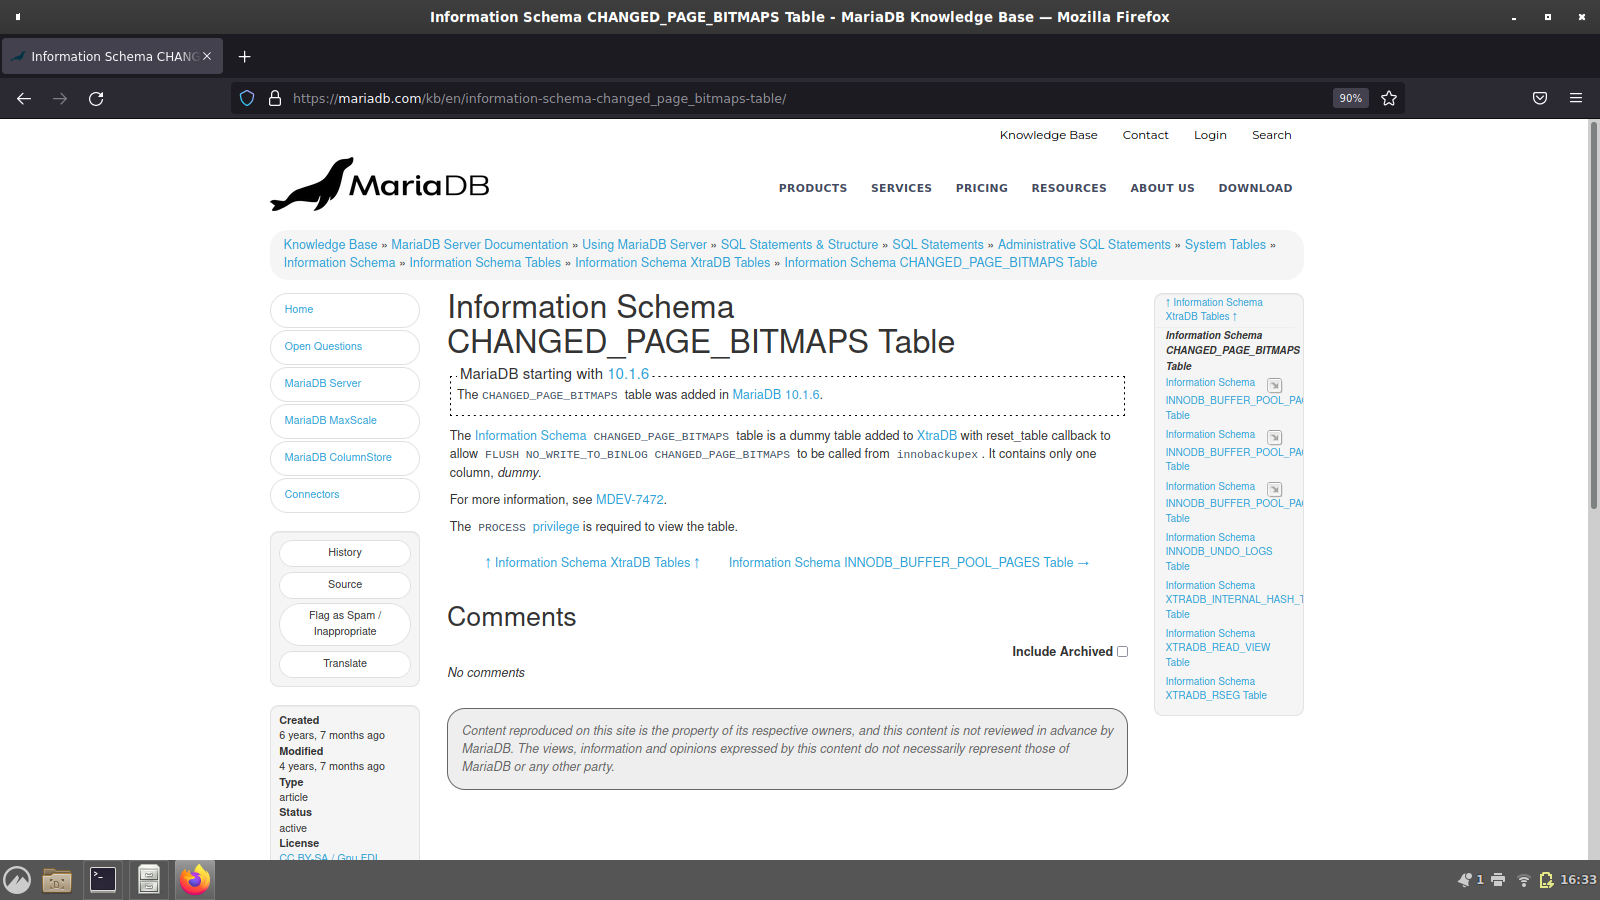 Information Schema CHANGED_PAGE_BITMAPS Table - MariaDB Knowledge Base — Mozilla Firefox
Information Schema CHANG
https://mariadb.com/kb/en/information-schema-changed_page_bitmaps-table/
90%
Knowledge Base Contact Login Search
MariaDB
PRODUCTS SERVICES PRICING RESOURCES ABOUT US DOWNLOAD
Knowledge Base » MariaDB Server Documentation » Using MariaDB Server » SQL Statements & Structure » SQL Statements » Administrative SQL Statements » System Tables »
Information Schema » Information Schema Tables » Information Schema XtraDB Tables » Information Schema CHANGED_PAGE_BITMAPS Table
Home
Open Questions
MariaDB Server
MariaDB MaxScale
MariaDB ColumnStore
Connectors
History
Source
Flag as Spam /
Inappropriate
Translate
Created
6 years, 7 months ago
Modified
4 years, 7 months ago
Type
article
Status
active
License
CC BY-SA / Gnu FDL
Information Schema
CHANGED_PAGE_BITMAPS Table
MariaDB starting with 10.1.6
The CHANGED_PAGE_BITMAPS table was added in MariaDB 10.1.6.
The Information Schema CHANGED_PAGE_BITMAPS table is a dummy table added to XtraDB with reset_table callback to
allow FLUSH NO_WRITE_TO_BINLOG CHANGED_PAGE_BITMAPS to be called from innobackupex. It contains only one
column, dummy.
For more information, see MDEV-7472.
The PROCESS privilege is required to view the table.
↑ Information Schema XtraDB Tables ↑ Information Schema INNODB_BUFFER_POOL_PAGES Table →
Comments
Include Archived
No comments
Content reproduced on this site is the property of its respective owners, and this content is not reviewed in advance by
MariaDB. The views, information and opinions expressed by this content do not necessarily represent those of
MariaDB or any other party.
↑ Information Schema
XtraDB Tables ↑
Information Schema
CHANGED_PAGE_BITMAPS
Table
Information Schema
INNODB_BUFFER_POOL_PAG
Table
Information Schema
INNODB_BUFFER_POOL_PAG
Table
Information Schema
INNODB_BUFFER_POOL_PAG
Table
Information Schema
INNODB_UNDO_LOGS
Table
Information Schema
XTRADB_INTERNAL_HASH_T
Table
Information Schema
XTRADB_READ_VIEW
Table
Information Schema
XTRADB_RSEG Table
1
16:33